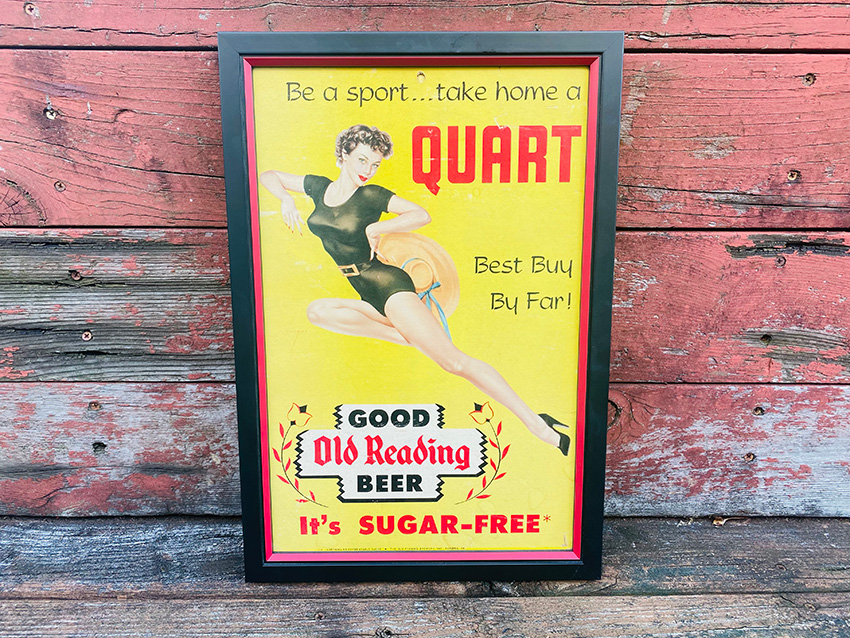 Be a sport...take home a
QUART
Best Buy
By Far!
GOOD
Old Reading
BEER
It's SUGAR-FREE*